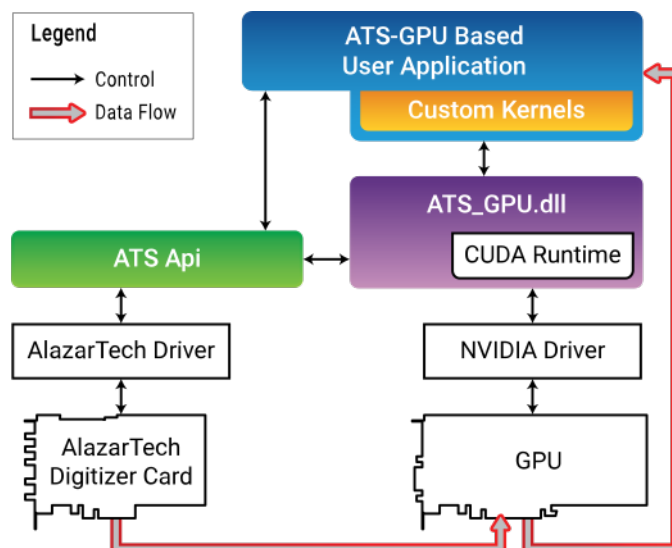 Legend
Control
Data Flow
ATS-GPU Based
User Application
Custom Kernels
ATS_GPU.dll
CUDA Runtime
ATS Api
AlazarTech Driver
NVIDIA Driver
AlazarTech
Digitizer Card
GPU